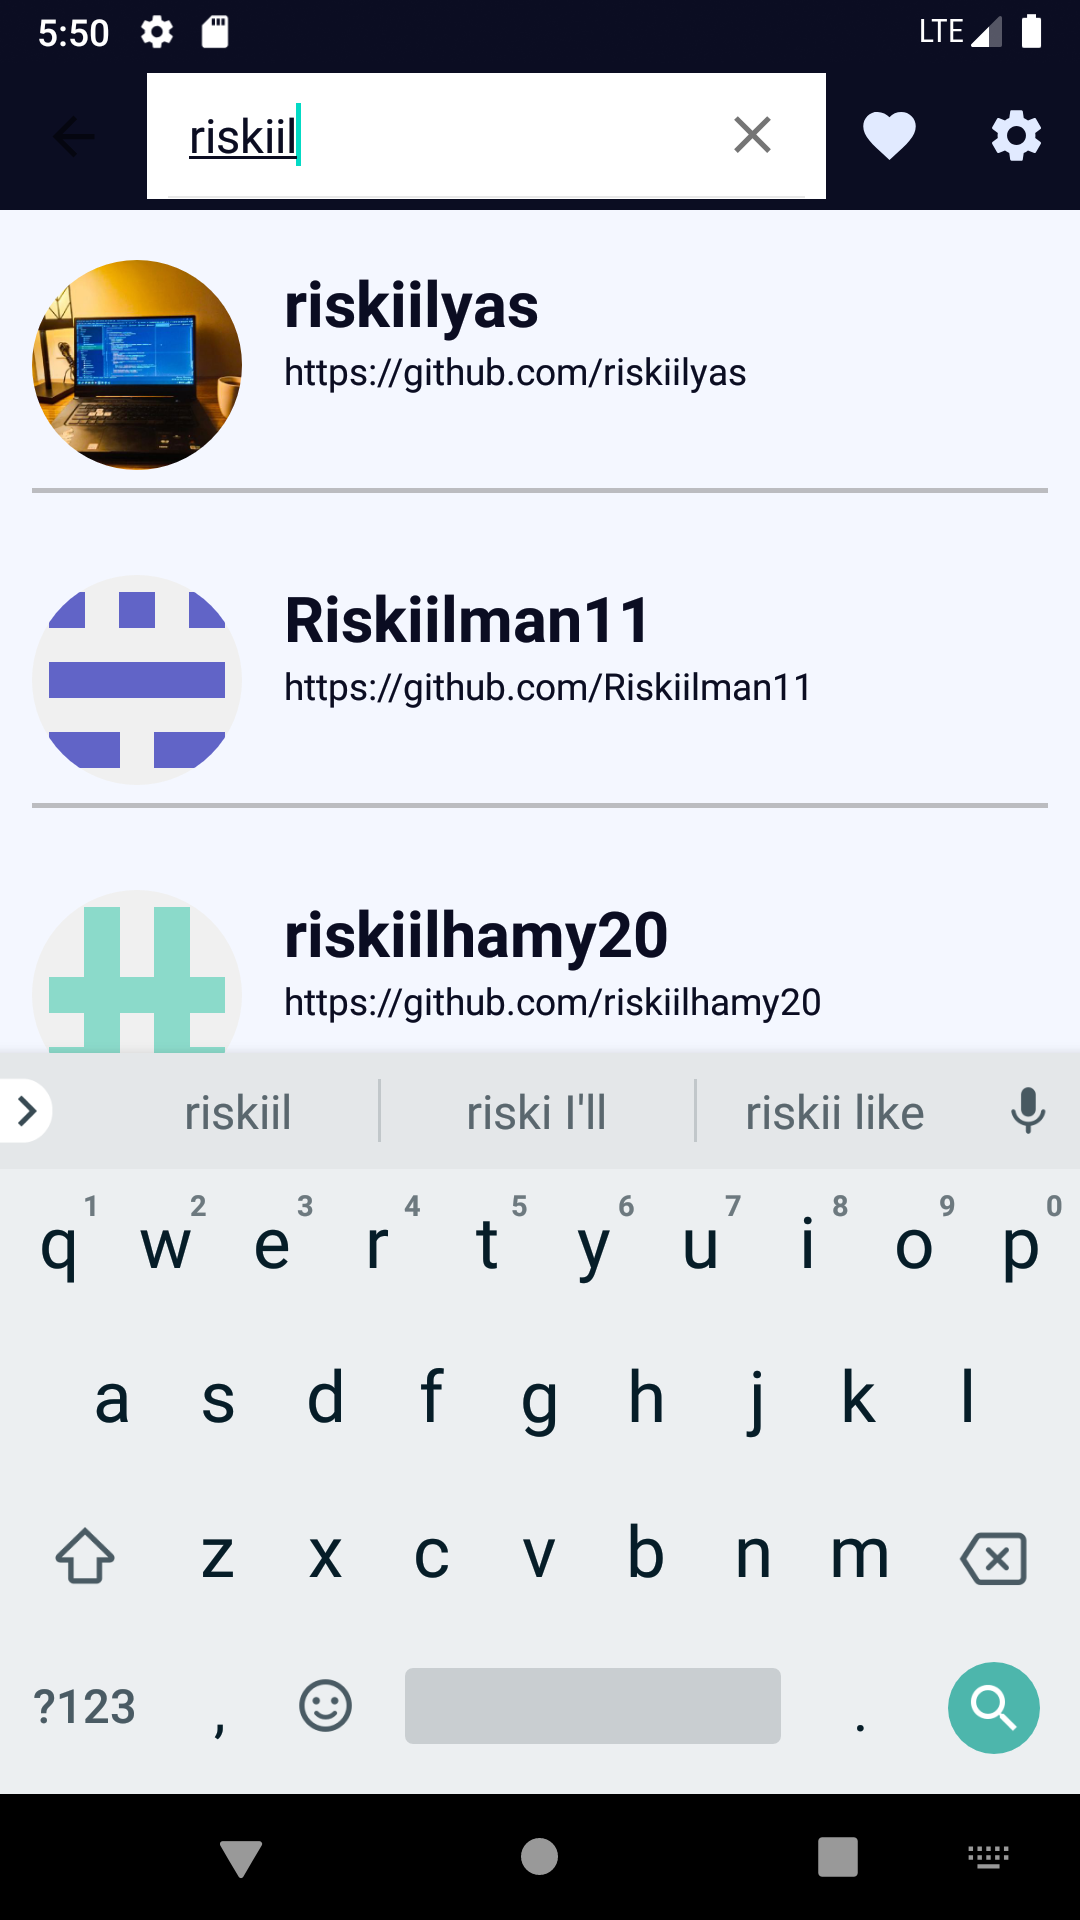 5:50 LTE
riskiil
riskiilyas
https://github.com/riskiilyas
Riskiilman11
https://github.com/Riskiilman11
riskiilhamy20
https://github.com/riskiilhamy20
riskiil riski I'll riskii like
1 2 3 4 5 6 7 8 9 0
q w e r t y u i o p
a s d f g h j k l
z x c v b n m
?123 , .